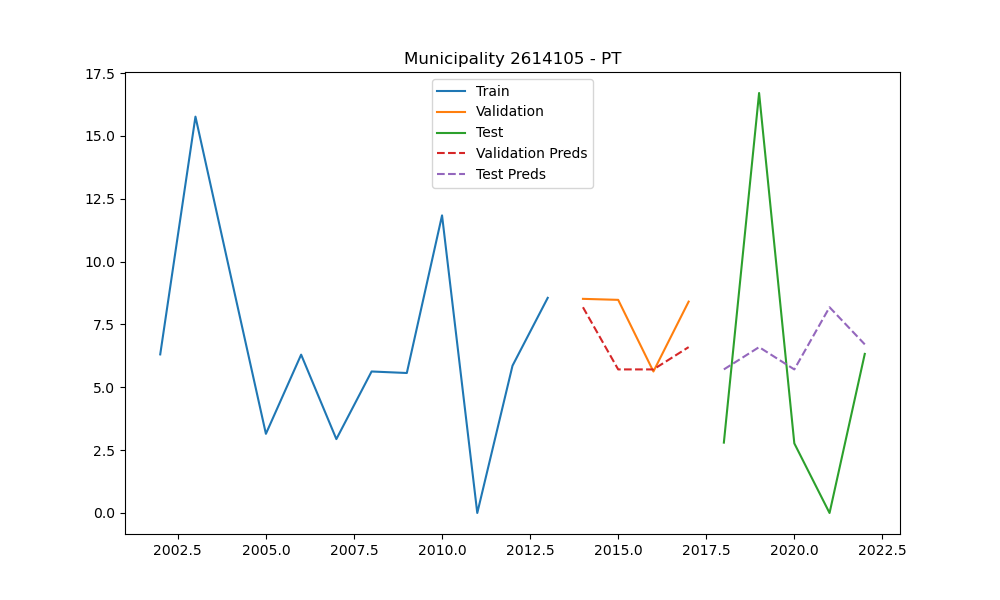 Municipality 2614105 - PT
17.5
15.0
12.5
10.0
7.5
5.0
2.5
0.0
Train
Validation
Test
Validation Preds
Test Preds
2002.5 2005.0 2007.5 2010.0 2012.5 2015.0 2017.5 2020.0 2022.5